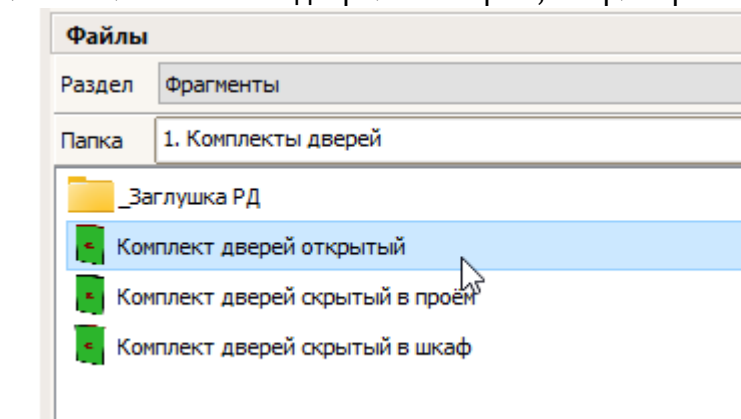 Файлы
Раздел Фрагменты
Папка 1. Комплекты дверей
_Заглушка РД
Комплект дверей открытый
Комплект дверей скрытый в проём
Комплект дверей скрытый в шкаф